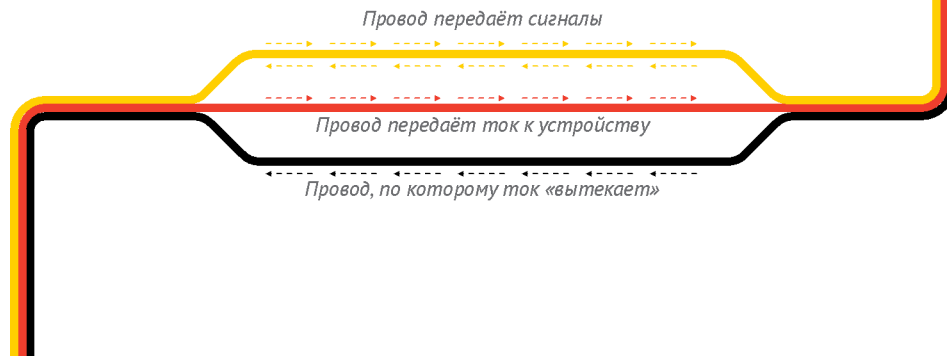 Провод передаёт сигналы
Провод передаёт ток к устройству
Провод, по которому ток «вытекает»